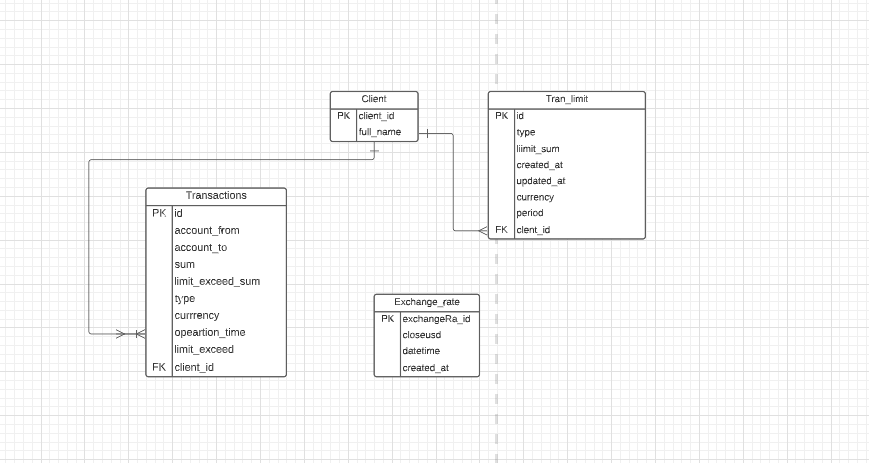 Client
PK client_id
full_name
Tran_limit
PK id
type
liimit_sum
created_at
updated_at
currency
period
FK clent_id
Transactions
PK id
account_from
account_to
sum
limit_exceed_sum
type
currrency
opeartion_time
limit_exceed
FK client_id
Exchange_rate
PK exchangeRa_id
closeusd
datetime
created_at